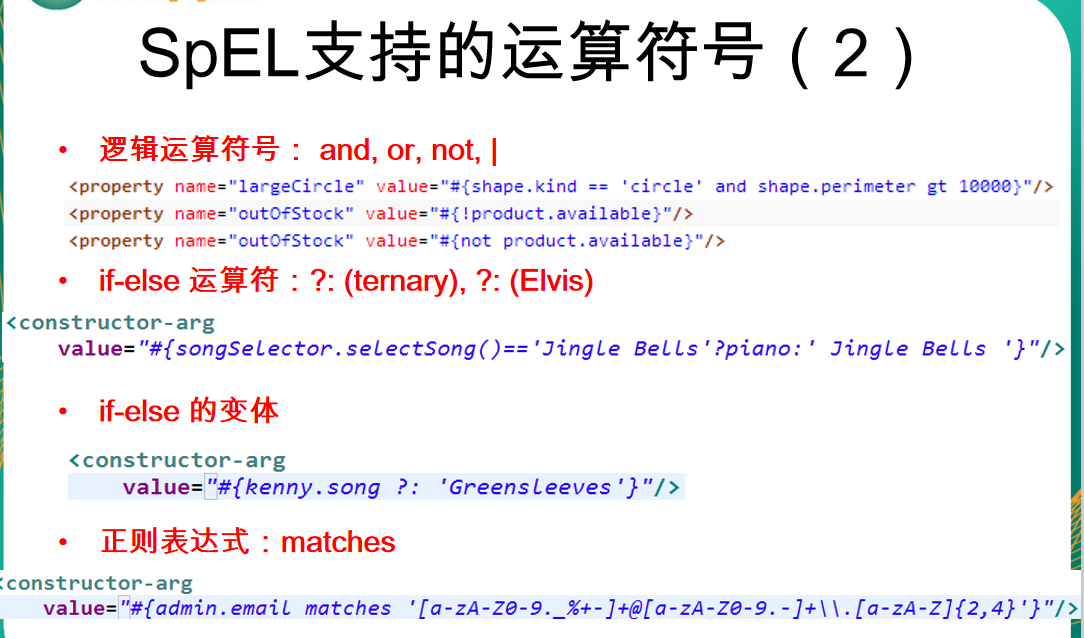 SpEL支持的运算符号（2）
• 逻辑运算符号： and, or, not, |
<property name="largeCircle" value="#{shape.kind == 'circle' and shape.perimeter gt 10000}"/>
<property name="outOfStock" value="#{!product.available}"/>
<property name="outOfStock" value="#{not product.available}"/>
• if-else 运算符：?: (ternary), ?: (Elvis)
<constructor-arg
value="#{songSelector.selectSong()=='Jingle Bells'?piano:' Jingle Bells '}"/>
• if-else 的变体
<constructor-arg
value="#{kenny.song ?: 'Greensleeves'}"/>
• 正则表达式：matches
<constructor-arg
value="#{admin.email matches '[a-zA-Z0-9._%+-]+@[a-zA-Z0-9.-]+\\.[a-zA-Z]{2,4}'}"/>